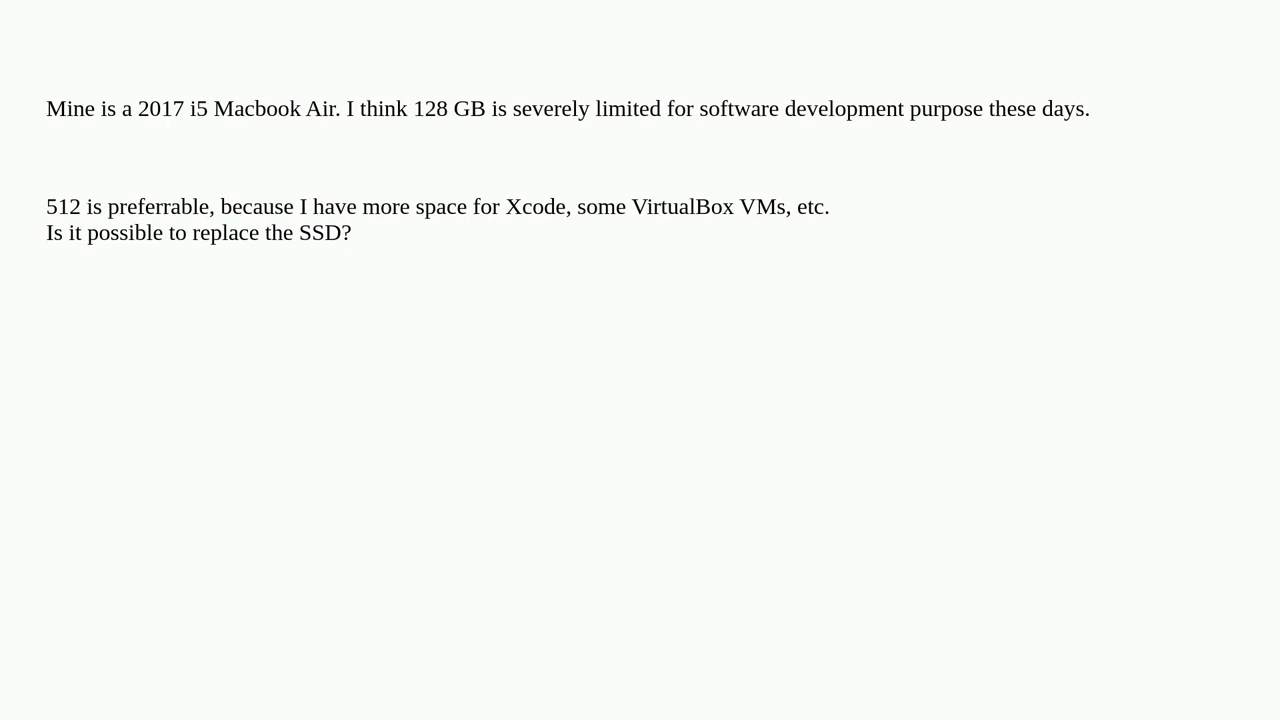 Mine is a 2017 i5 Macbook Air. I think 128 GB is severely limited for software development purpose these days.
512 is preferrable, because I have more space for Xcode, some VirtualBox VMs, etc.
Is it possible to replace the SSD?